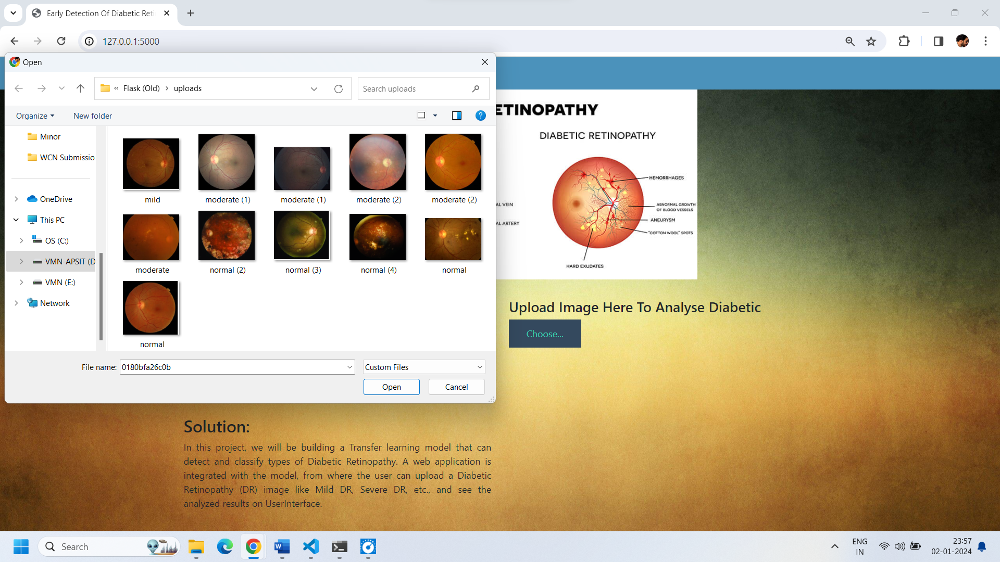 Early Detection Of Diabetic Reti
127.0.0.1:5000
Open
« Flask (Old) > uploads
Search uploads
Organize
New folder
Minor
WCN Submissio
OneDrive
This PC
OS (C:)
VMN-APSIT (D
VMN (E:)
Network
mild
moderate (1)
moderate (1)
moderate (2)
moderate (2)
moderate
normal (2)
normal (3)
normal (4)
normal
normal
File name:
0180bfa26c0b
Custom Files
Open
Cancel
ETINOPATHY
DIABETIC RETINOPATHY
HEMORRHAGES
AL VEIN
ABNORMAL GROWTH
OF BLOOD VESSELS
ANEURYSM
AL ARTERY
"COTTON WOOL" SPOTS
HARD EXUDATES
Upload Image Here To Analyse Diabetic
Choose...
Solution:
In this project, we will be building a Transfer learning model that can
detect and classify types of Diabetic Retinopathy. A web application is
integrated with the model, from where the user can upload a Diabetic
Retinopathy (DR) image like Mild DR, Severe DR, etc., and see the
analyzed results on UserInterface.
Search
ENG
IN
23:57
02-01-2024